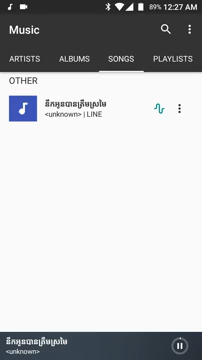 89% 12:27 AM
Music
ARTISTS ALBUMS SONGS PLAYLISTS
OTHER
នឹកអូនបានត្រឹមស្រមៃ
<unknown> | LINE
នឹកអូនបានត្រឹមស្រមៃ
<unknown>